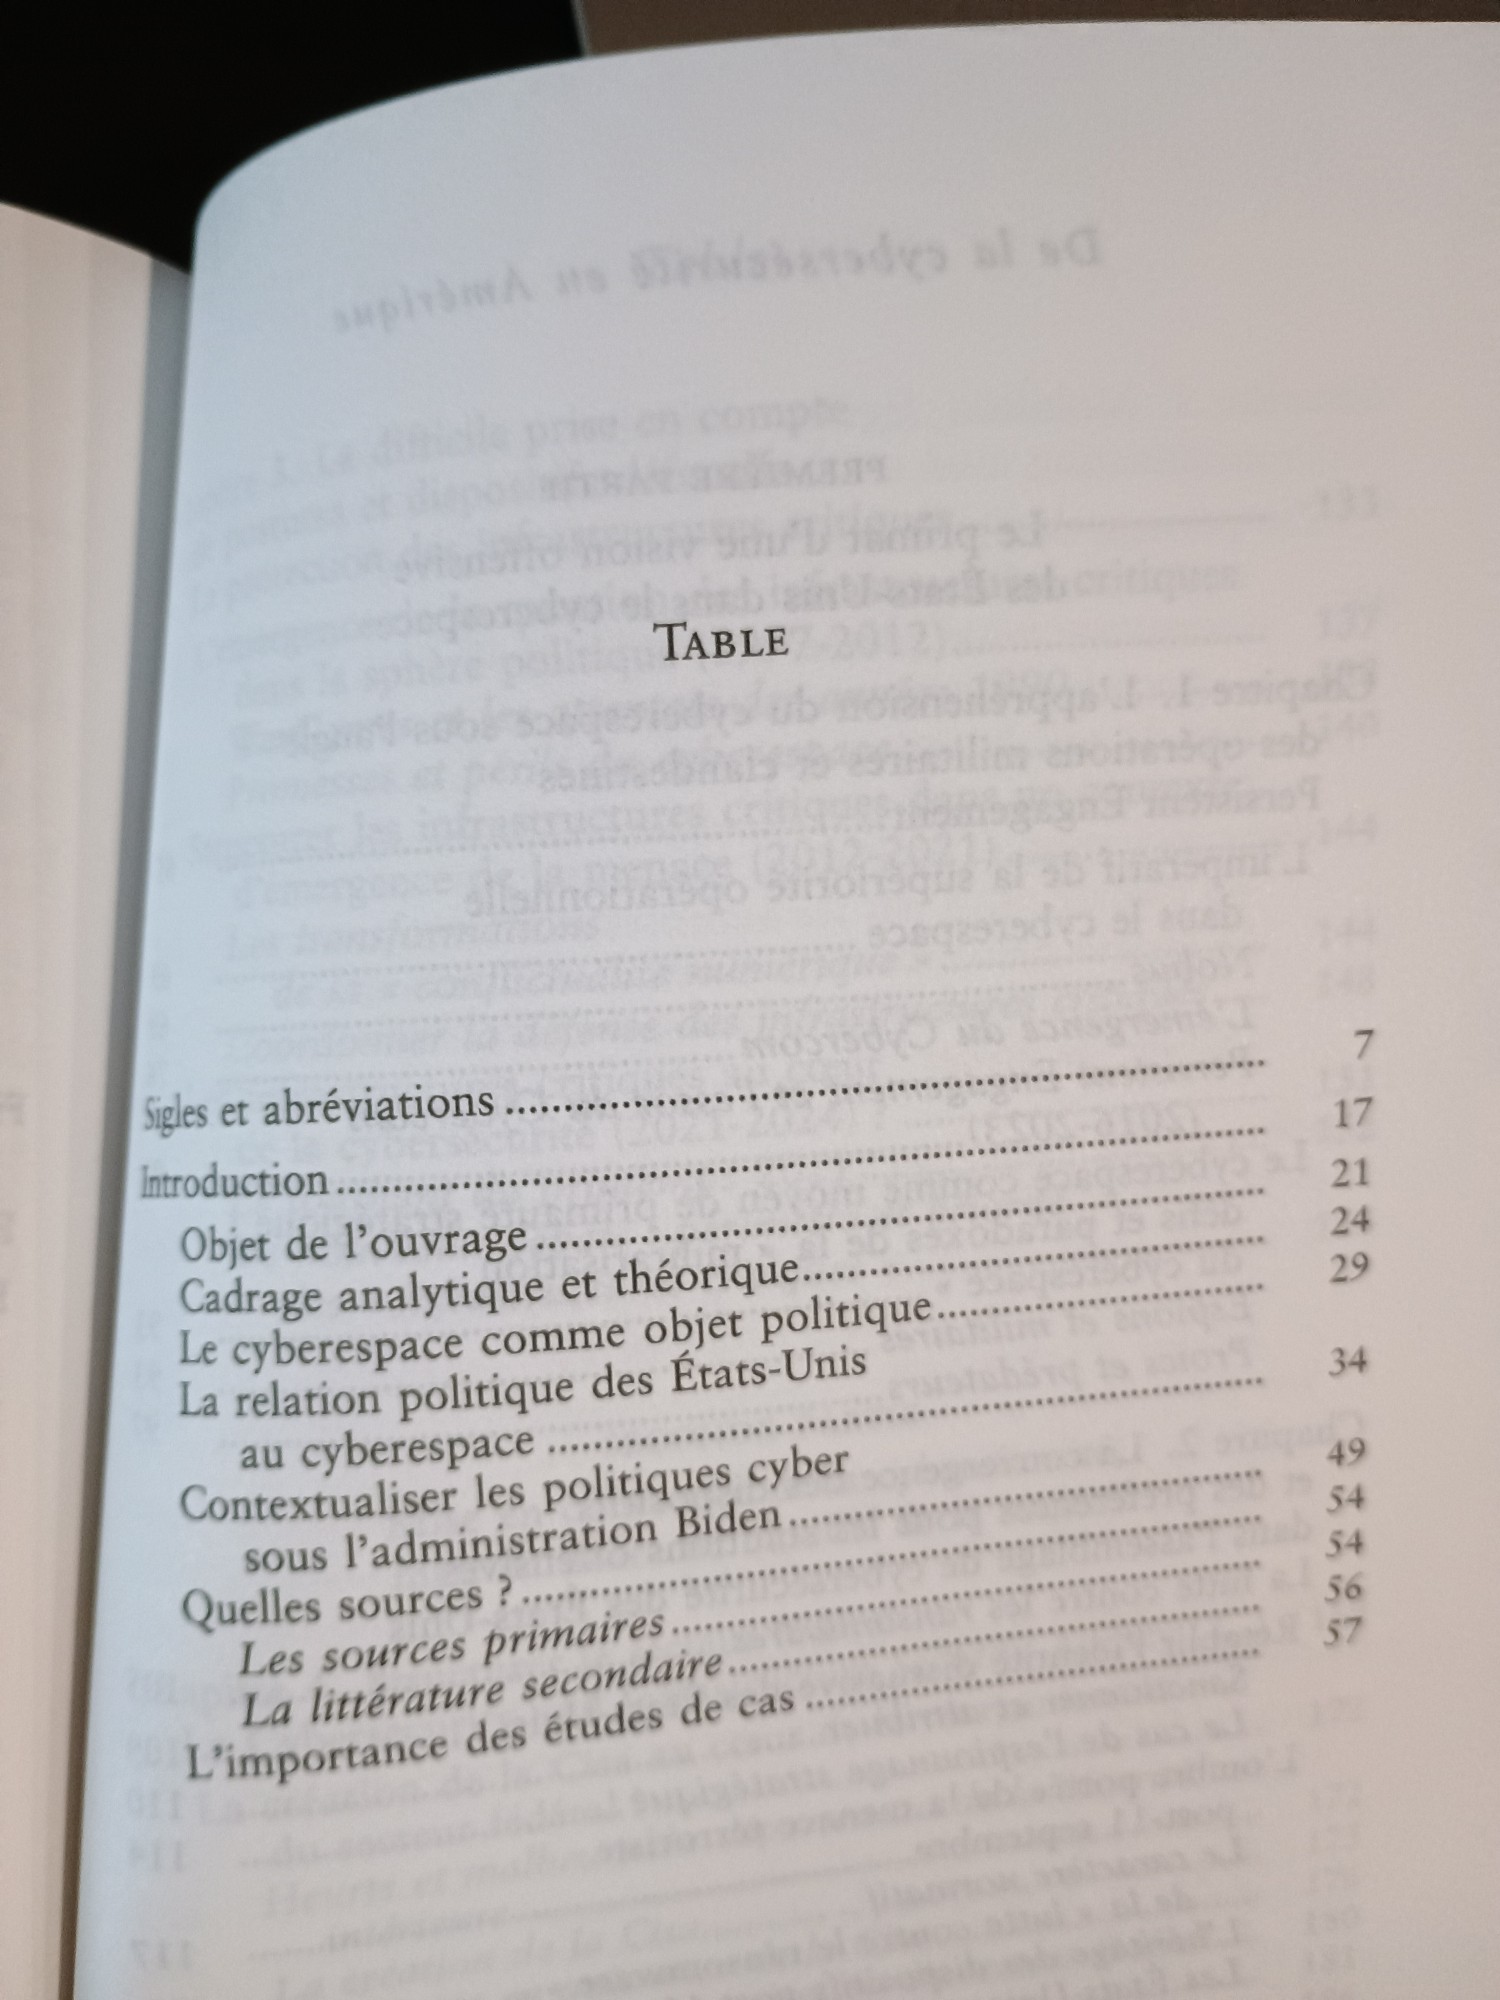 TABLE
Sigles et abréviations ........ 7
Introduction ........ 17
Objet de l'ouvrage ........ 21
Cadrage analytique et théorique ........ 24
Le cyberespace comme objet politique ........ 29
La relation politique des États-Unis
au cyberespace ........ 34
Contextualiser les politiques cyber
sous l'administration Biden ........ 49
Quelles sources ? ........ 54
Les sources primaires ........ 54
La littérature secondaire ........ 56
L'importance des études de cas ........ 57